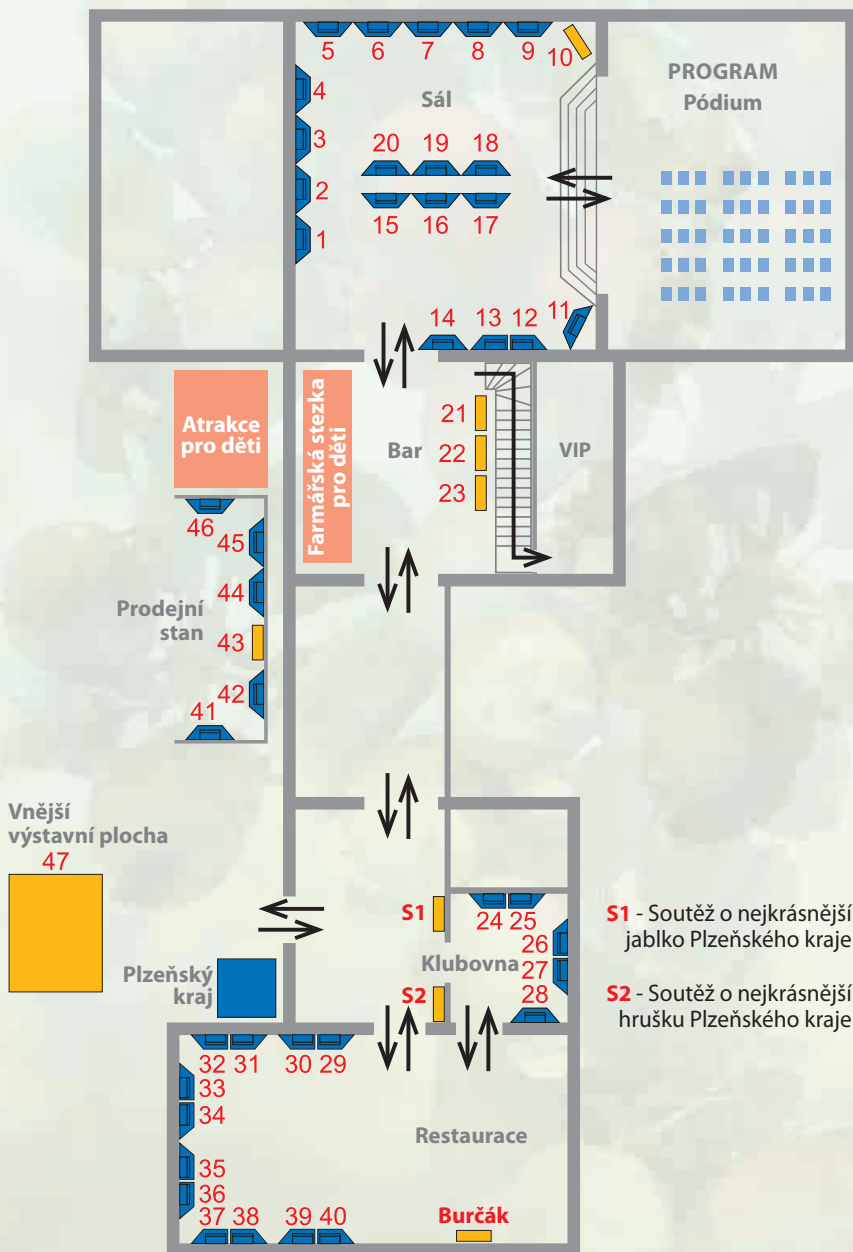 5 6 7 8 9 10
PROGRAM
Pódium
Sál
4
3
2
1
20 19 18
15 16 17
14 13 12 11
Atrakce
pro děti
Farmářská stezka
pro děti
Bar
21
22
23
VIP
46
45
44
43
42
41
Prodejní
stan
Vnější
výstavní plocha
47
S1
24 25
26
27
28
Klubovna
S2
Plzeňský
kraj
S1 - Soutěž o nejkrásnější
jablko Plzeňského kraje
S2 - Soutěž o nejkrásnější
hrušku Plzeňského kraje
32 31 30 29
33
34
35
36
37 38 39 40
Restaurace
Burčák